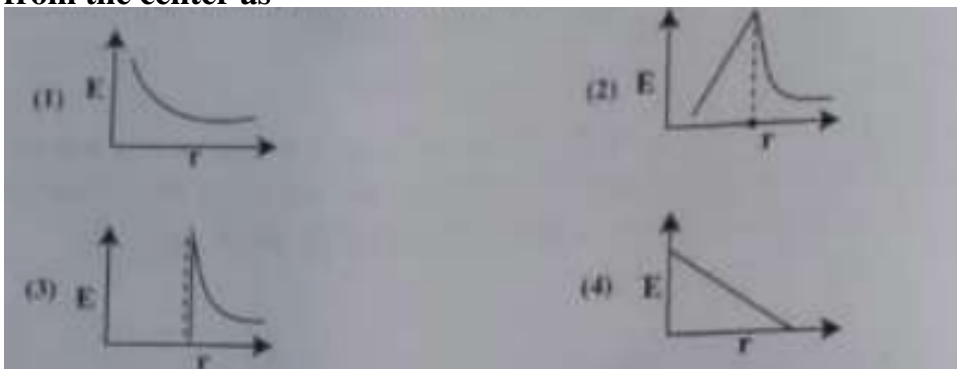 from the center as
(1) E
r
(2) E
r
(3) E
r
(4) E
r